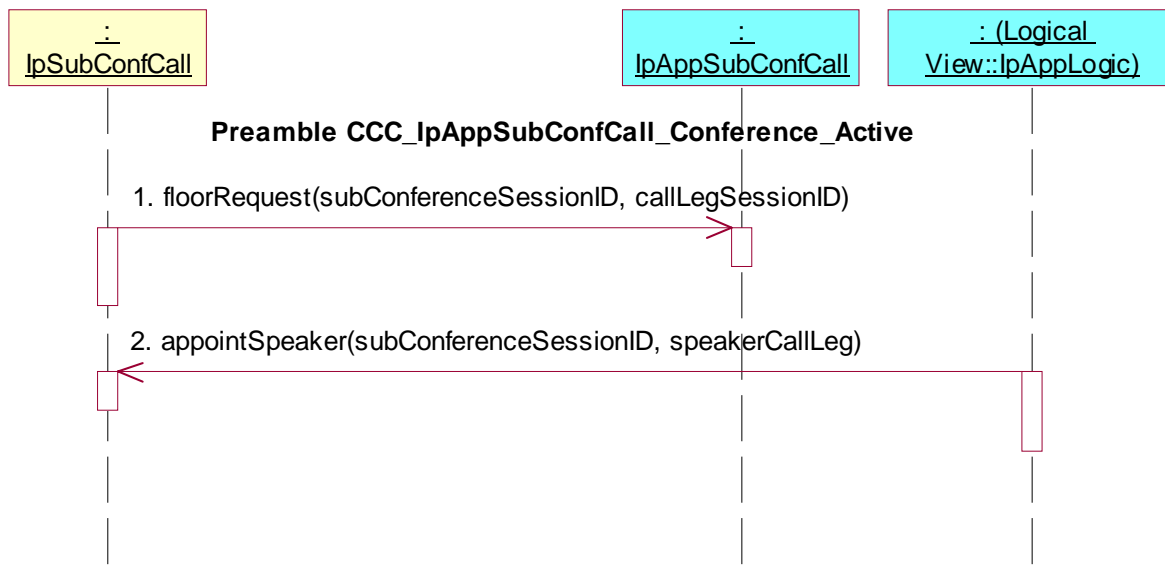 :
IpSubConfCall
:
IpAppSubConfCall
: (Logical
View::IpAppLogic)
Preamble CCC_IpAppSubConfCall_Conference_Active
1. floorRequest(subConferenceSessionID, callLegSessionID)
2. appointSpeaker(subConferenceSessionID, speakerCallLeg)